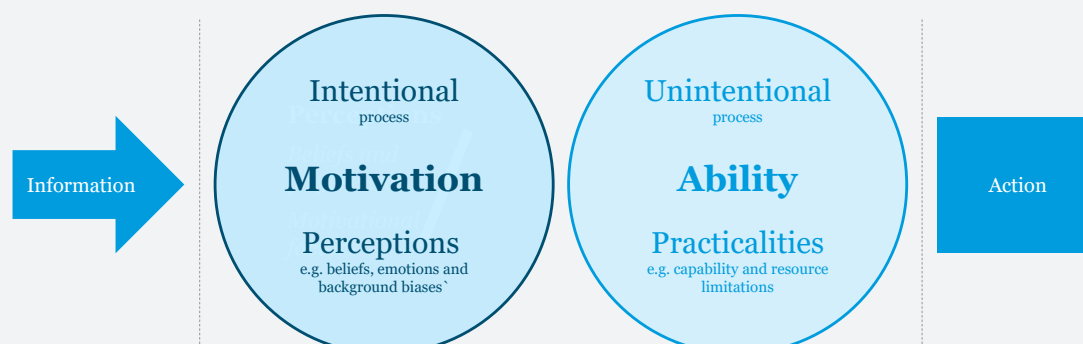 Information
Intentional
process
Motivation
Perceptions
e.g. beliefs, emotions and
background biases`
Unintentional
process
Ability
Practicalities
e.g. capability and resource
limitations
Action